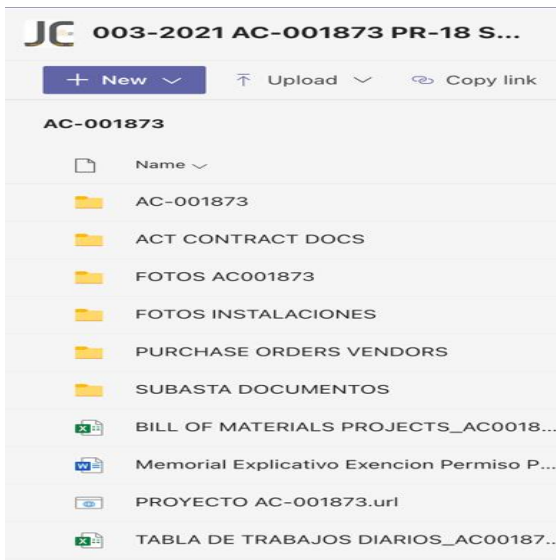 JC 003-2021 AC-001873 PR-18 S...
+ New Upload Copy link
AC-001873
Name
AC-001873
ACT CONTRACT DOCS
FOTOS AC001873
FOTOS INSTALACIONES
PURCHASE ORDERS VENDORS
SUBASTA DOCUMENTOS
BILL OF MATERIALS PROJECTS_AC0018...
Memorial Explicativo Exencion Permiso P...
PROYECTO AC-001873.url
TABLA DE TRABAJOS DIARIOS_AC00187...